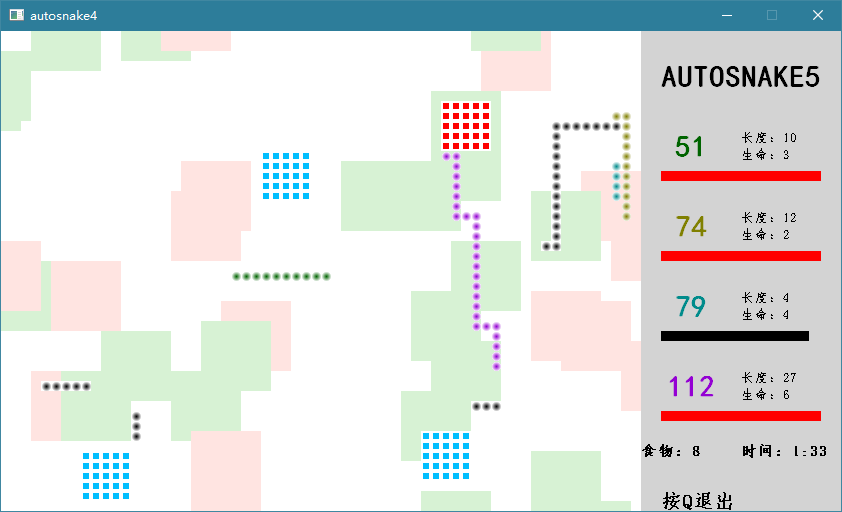 autosnake4
AUTOSNAKE5
51
长度：10
生命：3
74
长度：12
生命：2
79
长度：4
生命：4
112
长度：27
生命：6
食物：8 时间：1:33
按Q退出